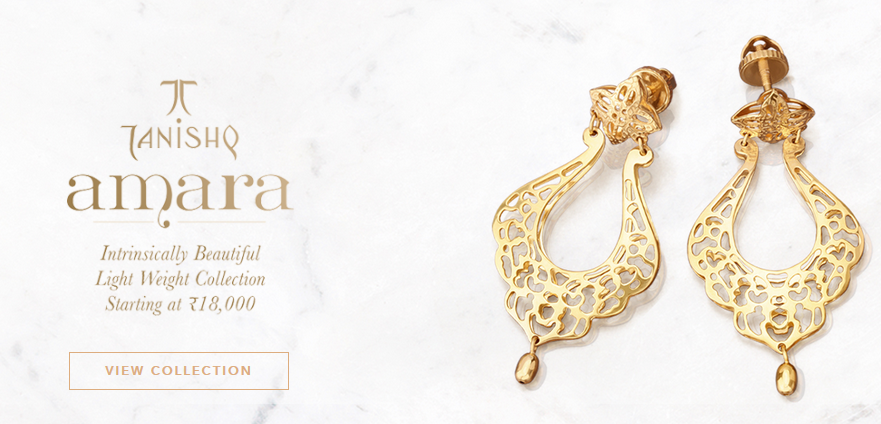 TANISHQ
amara
Intrinsically Beautiful
Light Weight Collection
Starting at ₹18,000
VIEW COLLECTION